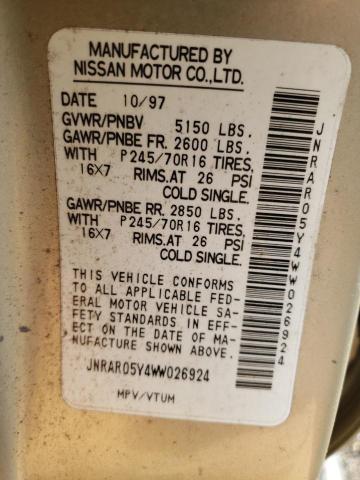 MANUFACTURED BY
NISSAN MOTOR CO.,LTD.
DATE 10/97
GVWR/PNBV 5150 LBS.
GAWR/PNBE FR. 2600 LBS.
WITH P245/70R16 TIRES,
16X7 RIMS.AT 26 PSI
COLD SINGLE.
GAWR/PNBE RR. 2850 LBS.
WITH P245/70R16 TIRES,
16X7 RIMS.AT 26 PSI
COLD SINGLE.
THIS VEHICLE CONFORMS
TO ALL APPLICABLE FED-
ERAL MOTOR VEHICLE SA-
FETY STANDARDS IN EFF-
ECT ON THE DATE OF MA-
NUFACTURE SHOWN ABOVE.
JNRAR05Y4WW026924
MPV/VTUM
JNRAR05Y4WW026924